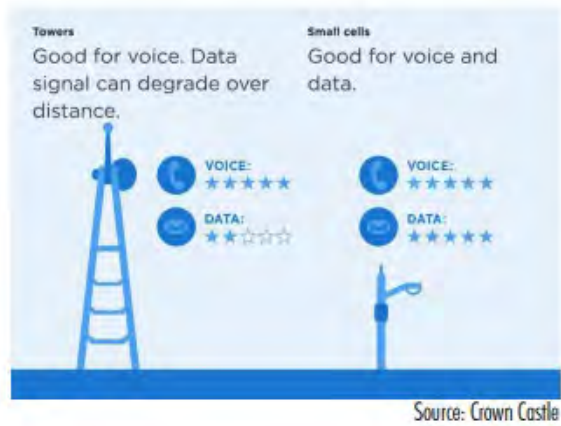 Towers
Good for voice. Data
signal can degrade over
distance.
VOICE:
DATA:
Small cells
Good for voice and
data.
VOICE:
DATA:
Source: Crown Castle